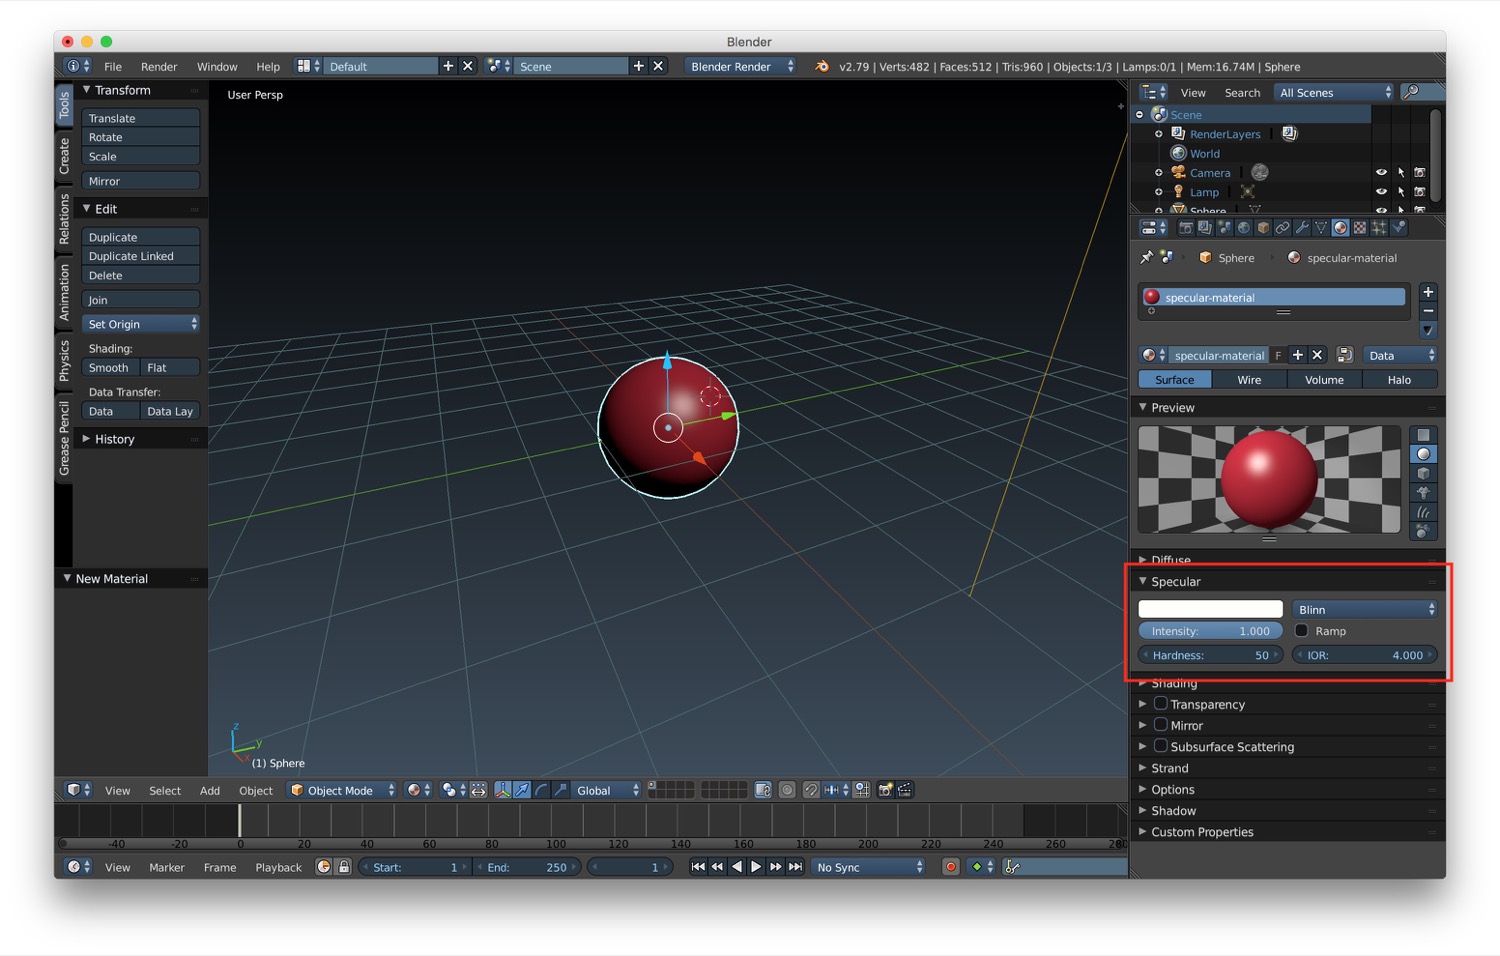 Blender
File Render Window Help Default Scene Blender Render v2.79 | Verts:482 | Faces:512 | Tris:960 | Objects:1/3 | Lamps:0/1 | Mem:16.74M | Sphere
Tools
Create
Relations
Animation
Physics
Grease Pencil
Transform
Translate
Rotate
Scale
Mirror
Edit
Duplicate
Duplicate Linked
Delete
Join
Set Origin
Shading:
Smooth Flat
Data Transfer:
Data Data Lay
History
New Material
User Persp
z
y
x
(1) Sphere
View Search All Scenes
Scene
RenderLayers
World
Camera
Lamp
Sphere
Sphere specular-material
specular-material
specular-material F Data
Surface Wire Volume Halo
Preview
Diffuse
Specular
Blinn
Intensity: 1.000 Ramp
Hardness: 50 IOR: 4.000
Shading
Transparency
Mirror
Subsurface Scattering
Strand
Options
Shadow
Custom Properties
View Select Add Object Object Mode Global
-40 -20 0 20 40 60 80 100 120 140 160 180 200 220 240 260 280
View Marker Frame Playback Start: 1 End: 250 1 No Sync